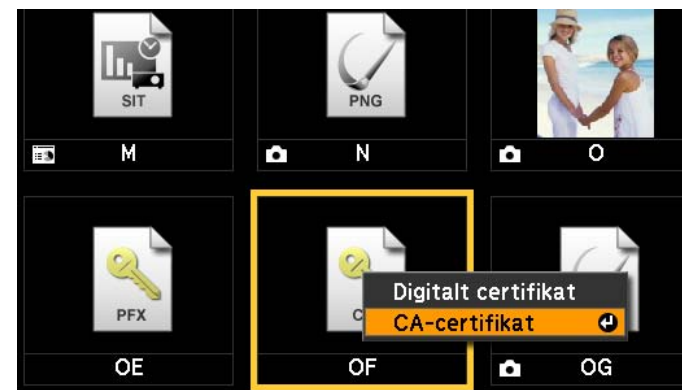 SIT
PNG
M
N
O
PFX
Digitalt certifikat
CA-certifikat
OE
OF
OG